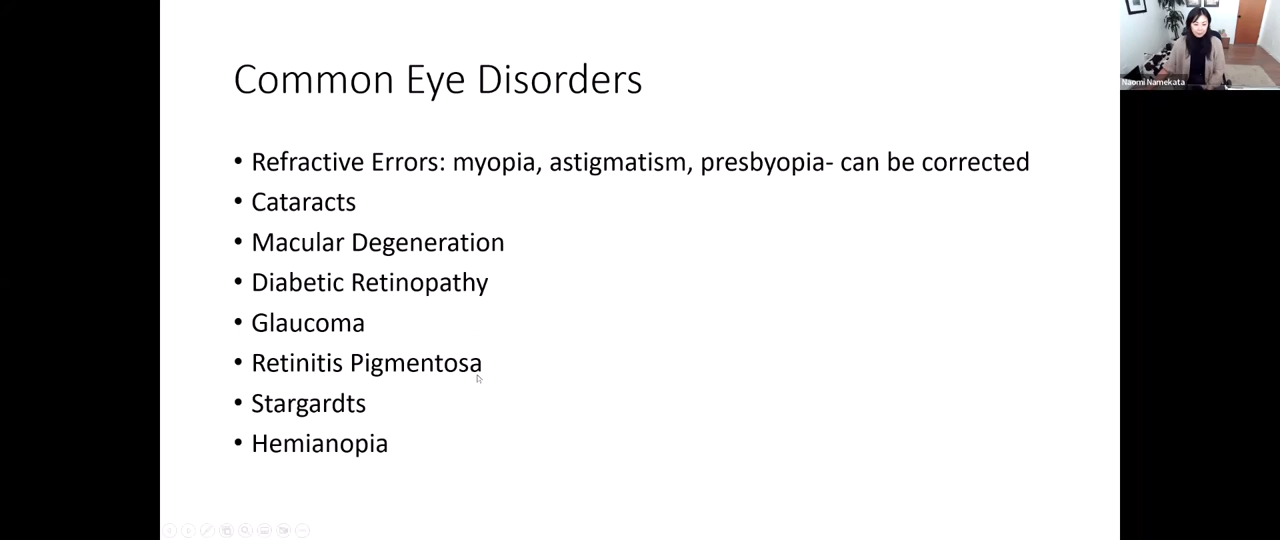 Common Eye Disorders
• Refractive Errors: myopia, astigmatism, presbyopia- can be corrected
• Cataracts
• Macular Degeneration
• Diabetic Retinopathy
• Glaucoma
• Retinitis Pigmentosa
• Stargardts
• Hemianopia
Naomi Namekata